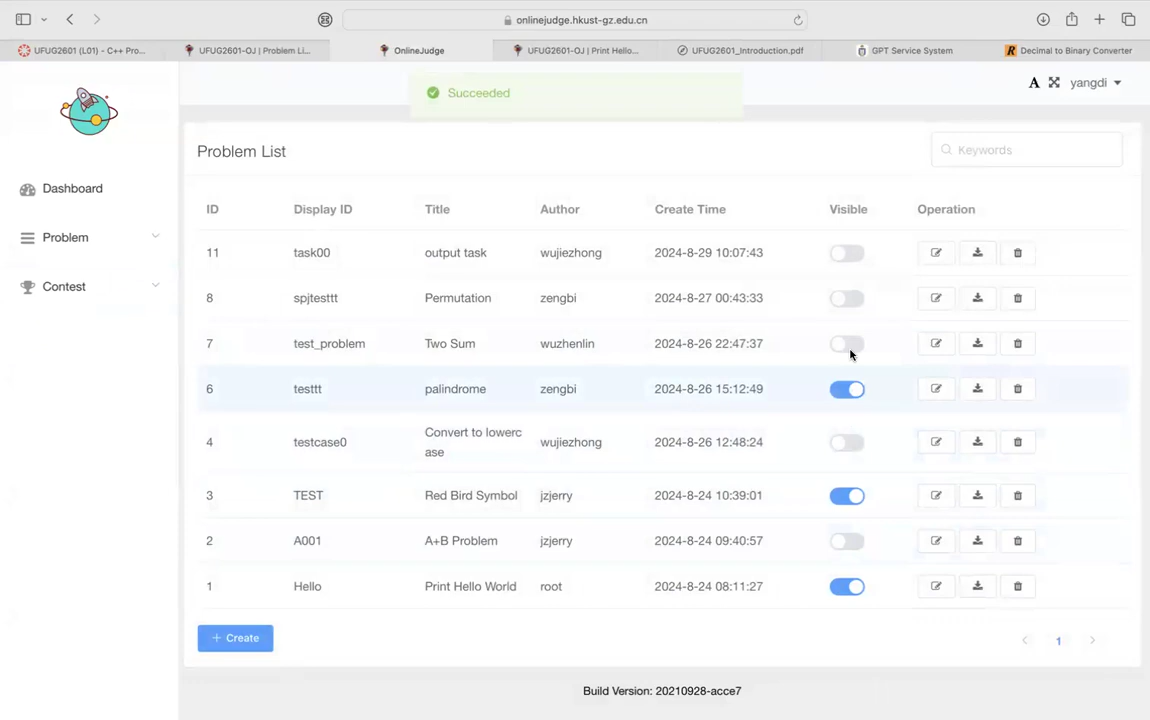 onlinejudge.hkust-gz.edu.cn
UFUG2601 (L01) - C++ Pro...
UFUG2601-OJ | Problem Li...
OnlineJudge
UFUG2601-OJ | Print Hello...
UFUG2601_Introduction.pdf
GPT Service System
R Decimal to Binary Converter
Succeeded
A yangdi
Dashboard
Problem
Contest
Problem List
Keywords
ID Display ID Title Author Create Time Visible Operation
11 task00 output task wujiezhong 2024-8-29 10:07:43
8 spjtesttt Permutation zengbi 2024-8-27 00:43:33
7 test_problem Two Sum wuzhenlin 2024-8-26 22:47:37
6 testtt palindrome zengbi 2024-8-26 15:12:49
4 testcase0 Convert to lowerc
ase wujiezhong 2024-8-26 12:48:24
3 TEST Red Bird Symbol jzjerry 2024-8-24 10:39:01
2 A001 A+B Problem jzjerry 2024-8-24 09:40:57
1 Hello Print Hello World root 2024-8-24 08:11:27
+ Create
< 1 >
Build Version: 20210928-acce7